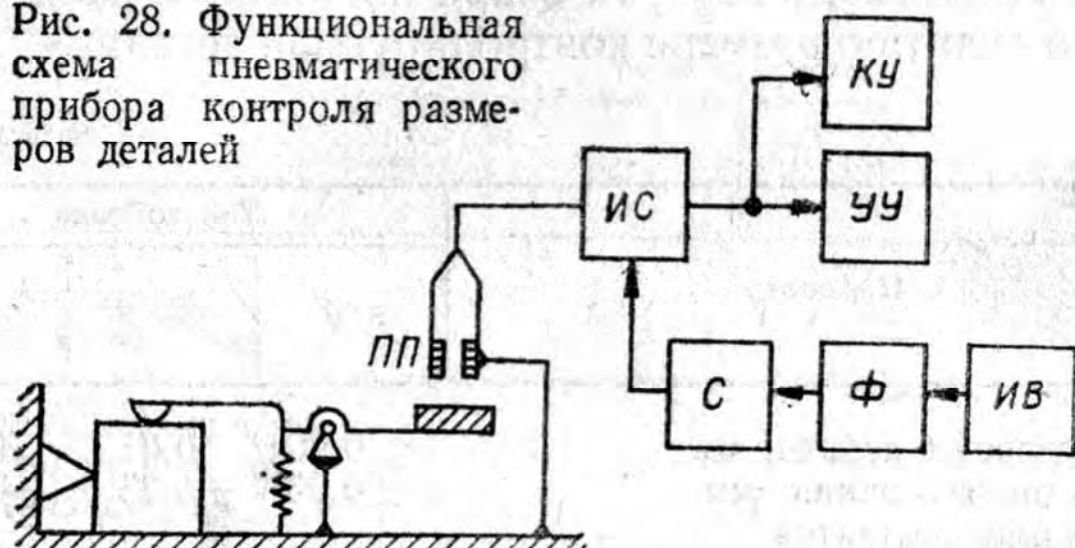 Рис. 28. Функциональная
схема пневматического
прибора контроля разме-
ров деталей
КУ
ИС
УУ
ПП
С
Ф
ИВ